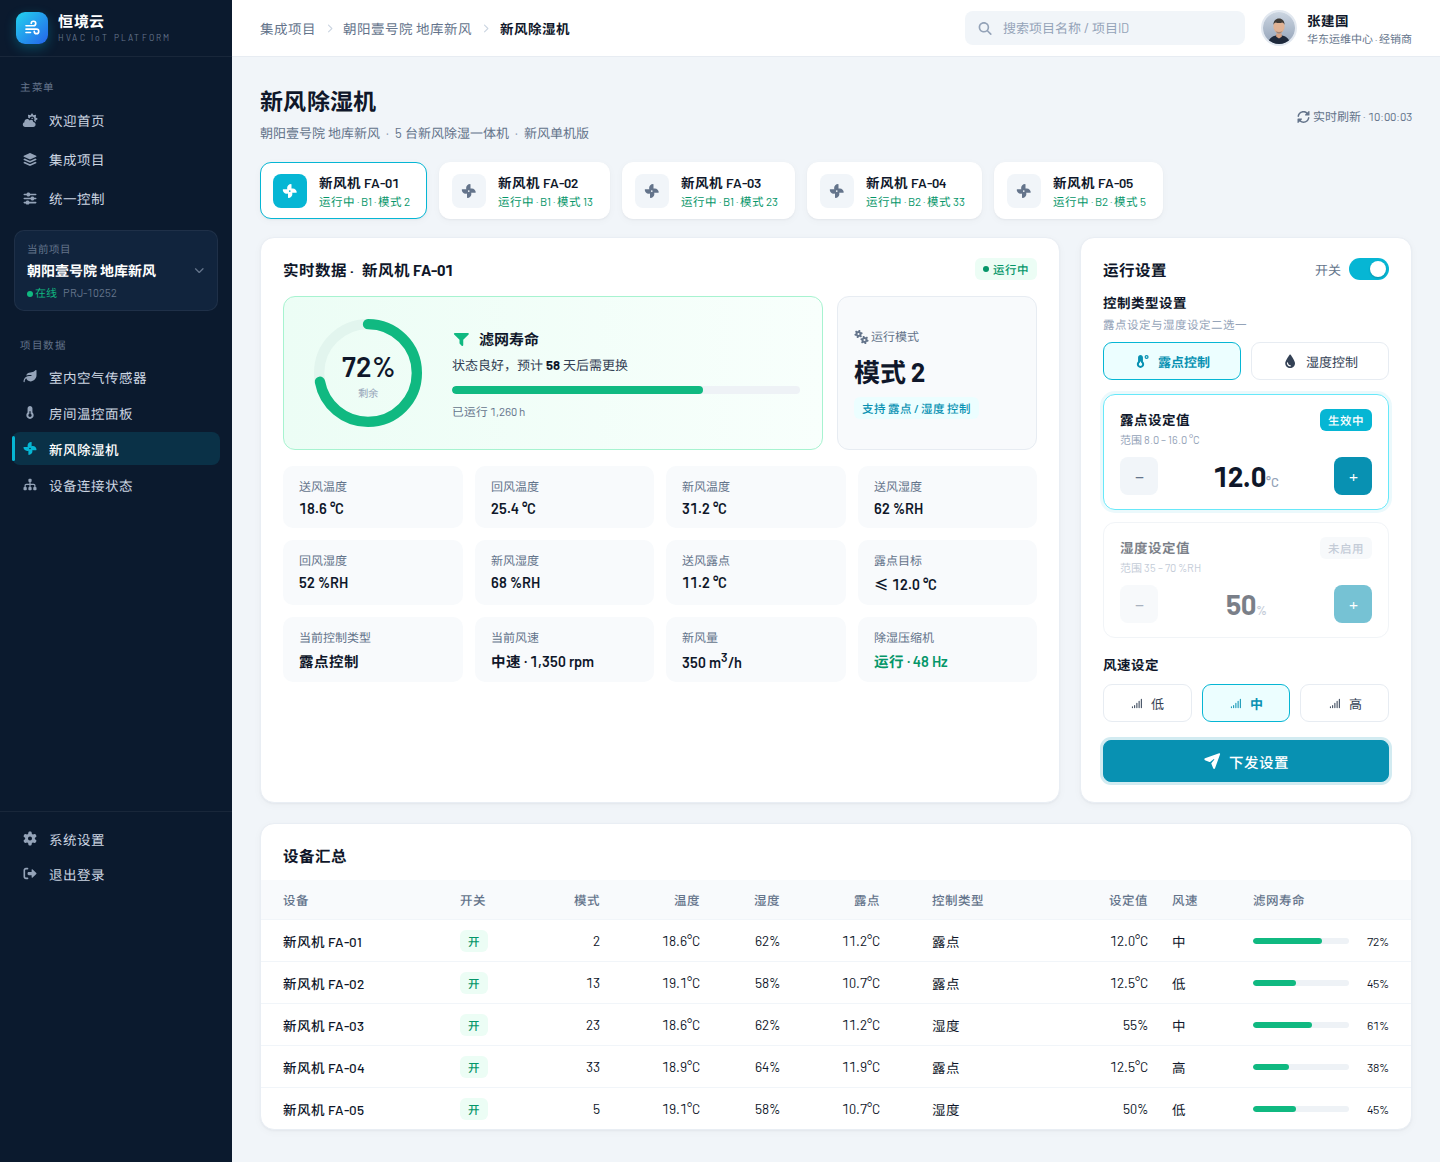 恒境云
HVAC IoT PLATFORM
主菜单
欢迎首页
集成项目
统一控制
当前项目
朝阳壹号院 地库新风
在线 PRJ-10252
项目数据
室内空气传感器
房间温控面板
新风除湿机
设备连接状态
系统设置
退出登录
集成项目 朝阳壹号院 地库新风 新风除湿机
搜索项目名称 / 项目ID
张建国
华东运维中心 · 经销商
新风除湿机
朝阳壹号院 地库新风 · 5 台新风除湿一体机 · 新风单机版
实时刷新 · 10:00:03
新风机 FA-01
运行中 · B1 · 模式 2
新风机 FA-02
运行中 · B1 · 模式 13
新风机 FA-03
运行中 · B1 · 模式 23
新风机 FA-04
运行中 · B2 · 模式 33
新风机 FA-05
运行中 · B2 · 模式 5
实时数据 · 新风机 FA-01
运行中
72%
剩余
滤网寿命
状态良好，预计 58 天后需更换
已运行 1,260 h
运行模式
模式 2
支持 露点 / 湿度 控制
送风温度
18.6 °C
回风温度
25.4 °C
新风温度
31.2 °C
送风湿度
62 %RH
回风湿度
52 %RH
新风湿度
68 %RH
送风露点
11.2 °C
露点目标
≤ 12.0 °C
当前控制类型
露点控制
当前风速
中速 · 1,350 rpm
新风量
350 m³/h
除湿压缩机
运行 · 48 Hz
运行设置
开关
控制类型设置
露点设定与湿度设定二选一
露点控制
湿度控制
露点设定值
生效中
范围 8.0 – 16.0 °C
− 12.0°C +
湿度设定值
未启用
范围 35 – 70 %RH
− 50% +
风速设定
低 中 高
下发设置
设备汇总
设备 开关 模式 温度 湿度 露点 控制类型 设定值 风速 滤网寿命
新风机 FA-01 开 2 18.6°C 62% 11.2°C 露点 12.0°C 中 72%
新风机 FA-02 开 13 19.1°C 58% 10.7°C 露点 12.5°C 低 45%
新风机 FA-03 开 23 18.6°C 62% 11.2°C 湿度 55% 中 61%
新风机 FA-04 开 33 18.9°C 64% 11.9°C 露点 12.5°C 高 38%
新风机 FA-05 开 5 19.1°C 58% 10.7°C 湿度 50% 低 45%